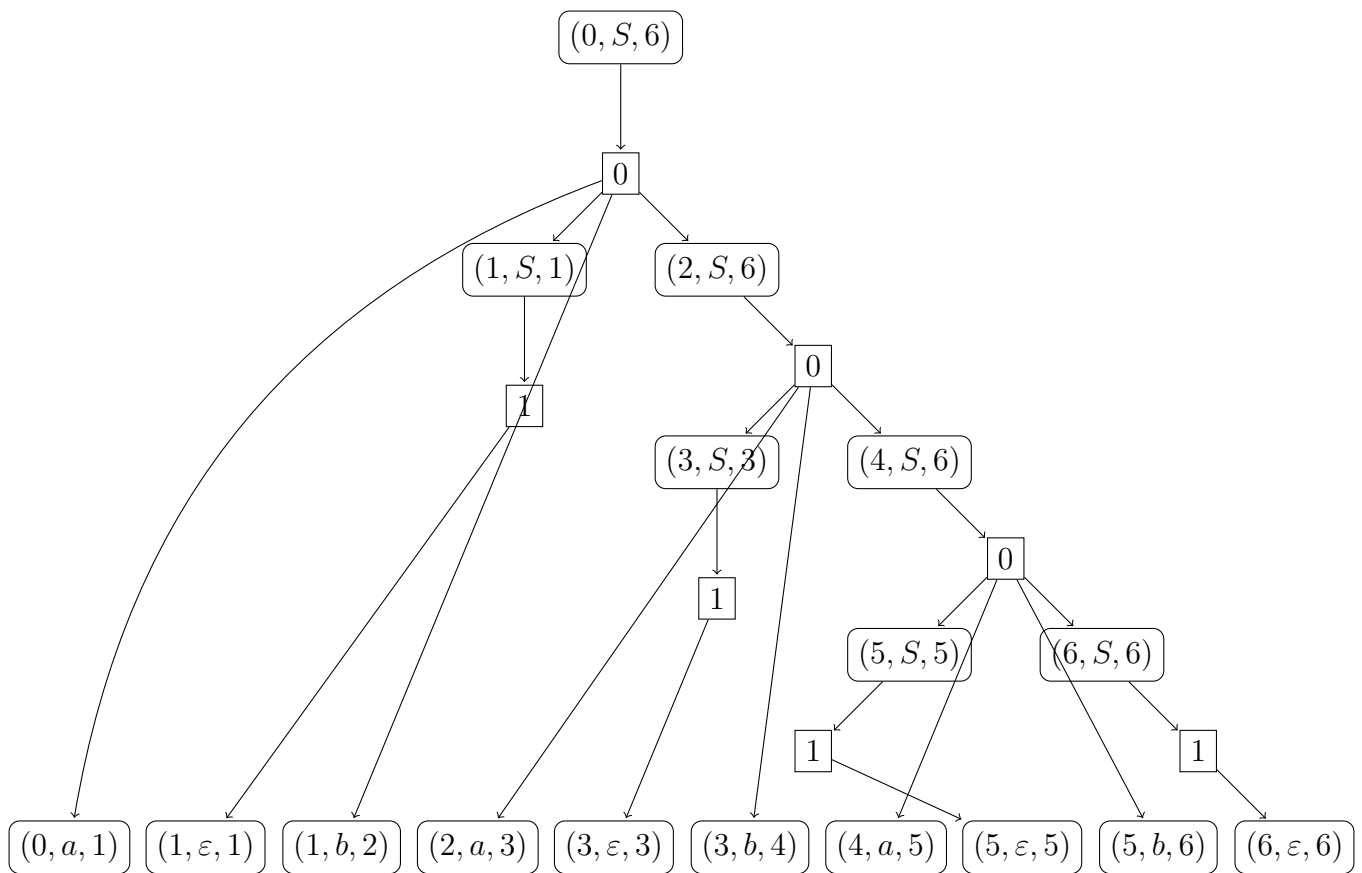 (0, S, 6)
0
(1, S, 1) (2, S, 6)
0
1
(3, S, 3) (4, S, 6)
0
1
(5, S, 5) (6, S, 6)
1 1
(0, a, 1) (1, ε, 1) (1, b, 2) (2, a, 3) (3, ε, 3) (3, b, 4) (4, a, 5) (5, ε, 5) (5, b, 6) (6, ε, 6)